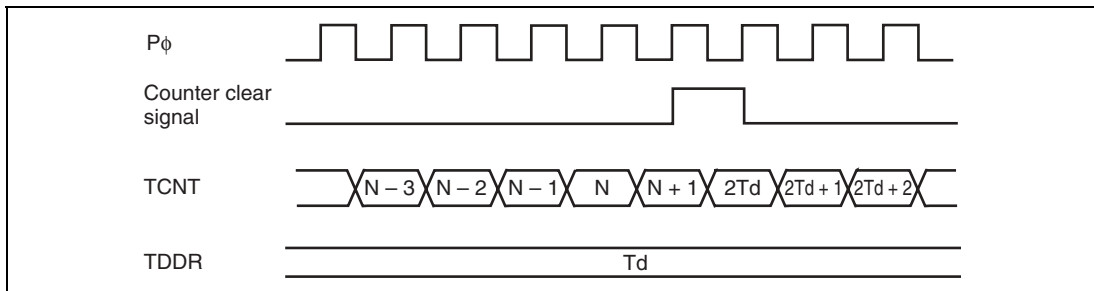 Pϕ
Counter clear
signal
TCNT N – 3 N – 2 N – 1 N N + 1 2Td 2Td + 1 2Td + 2
TDDR Td